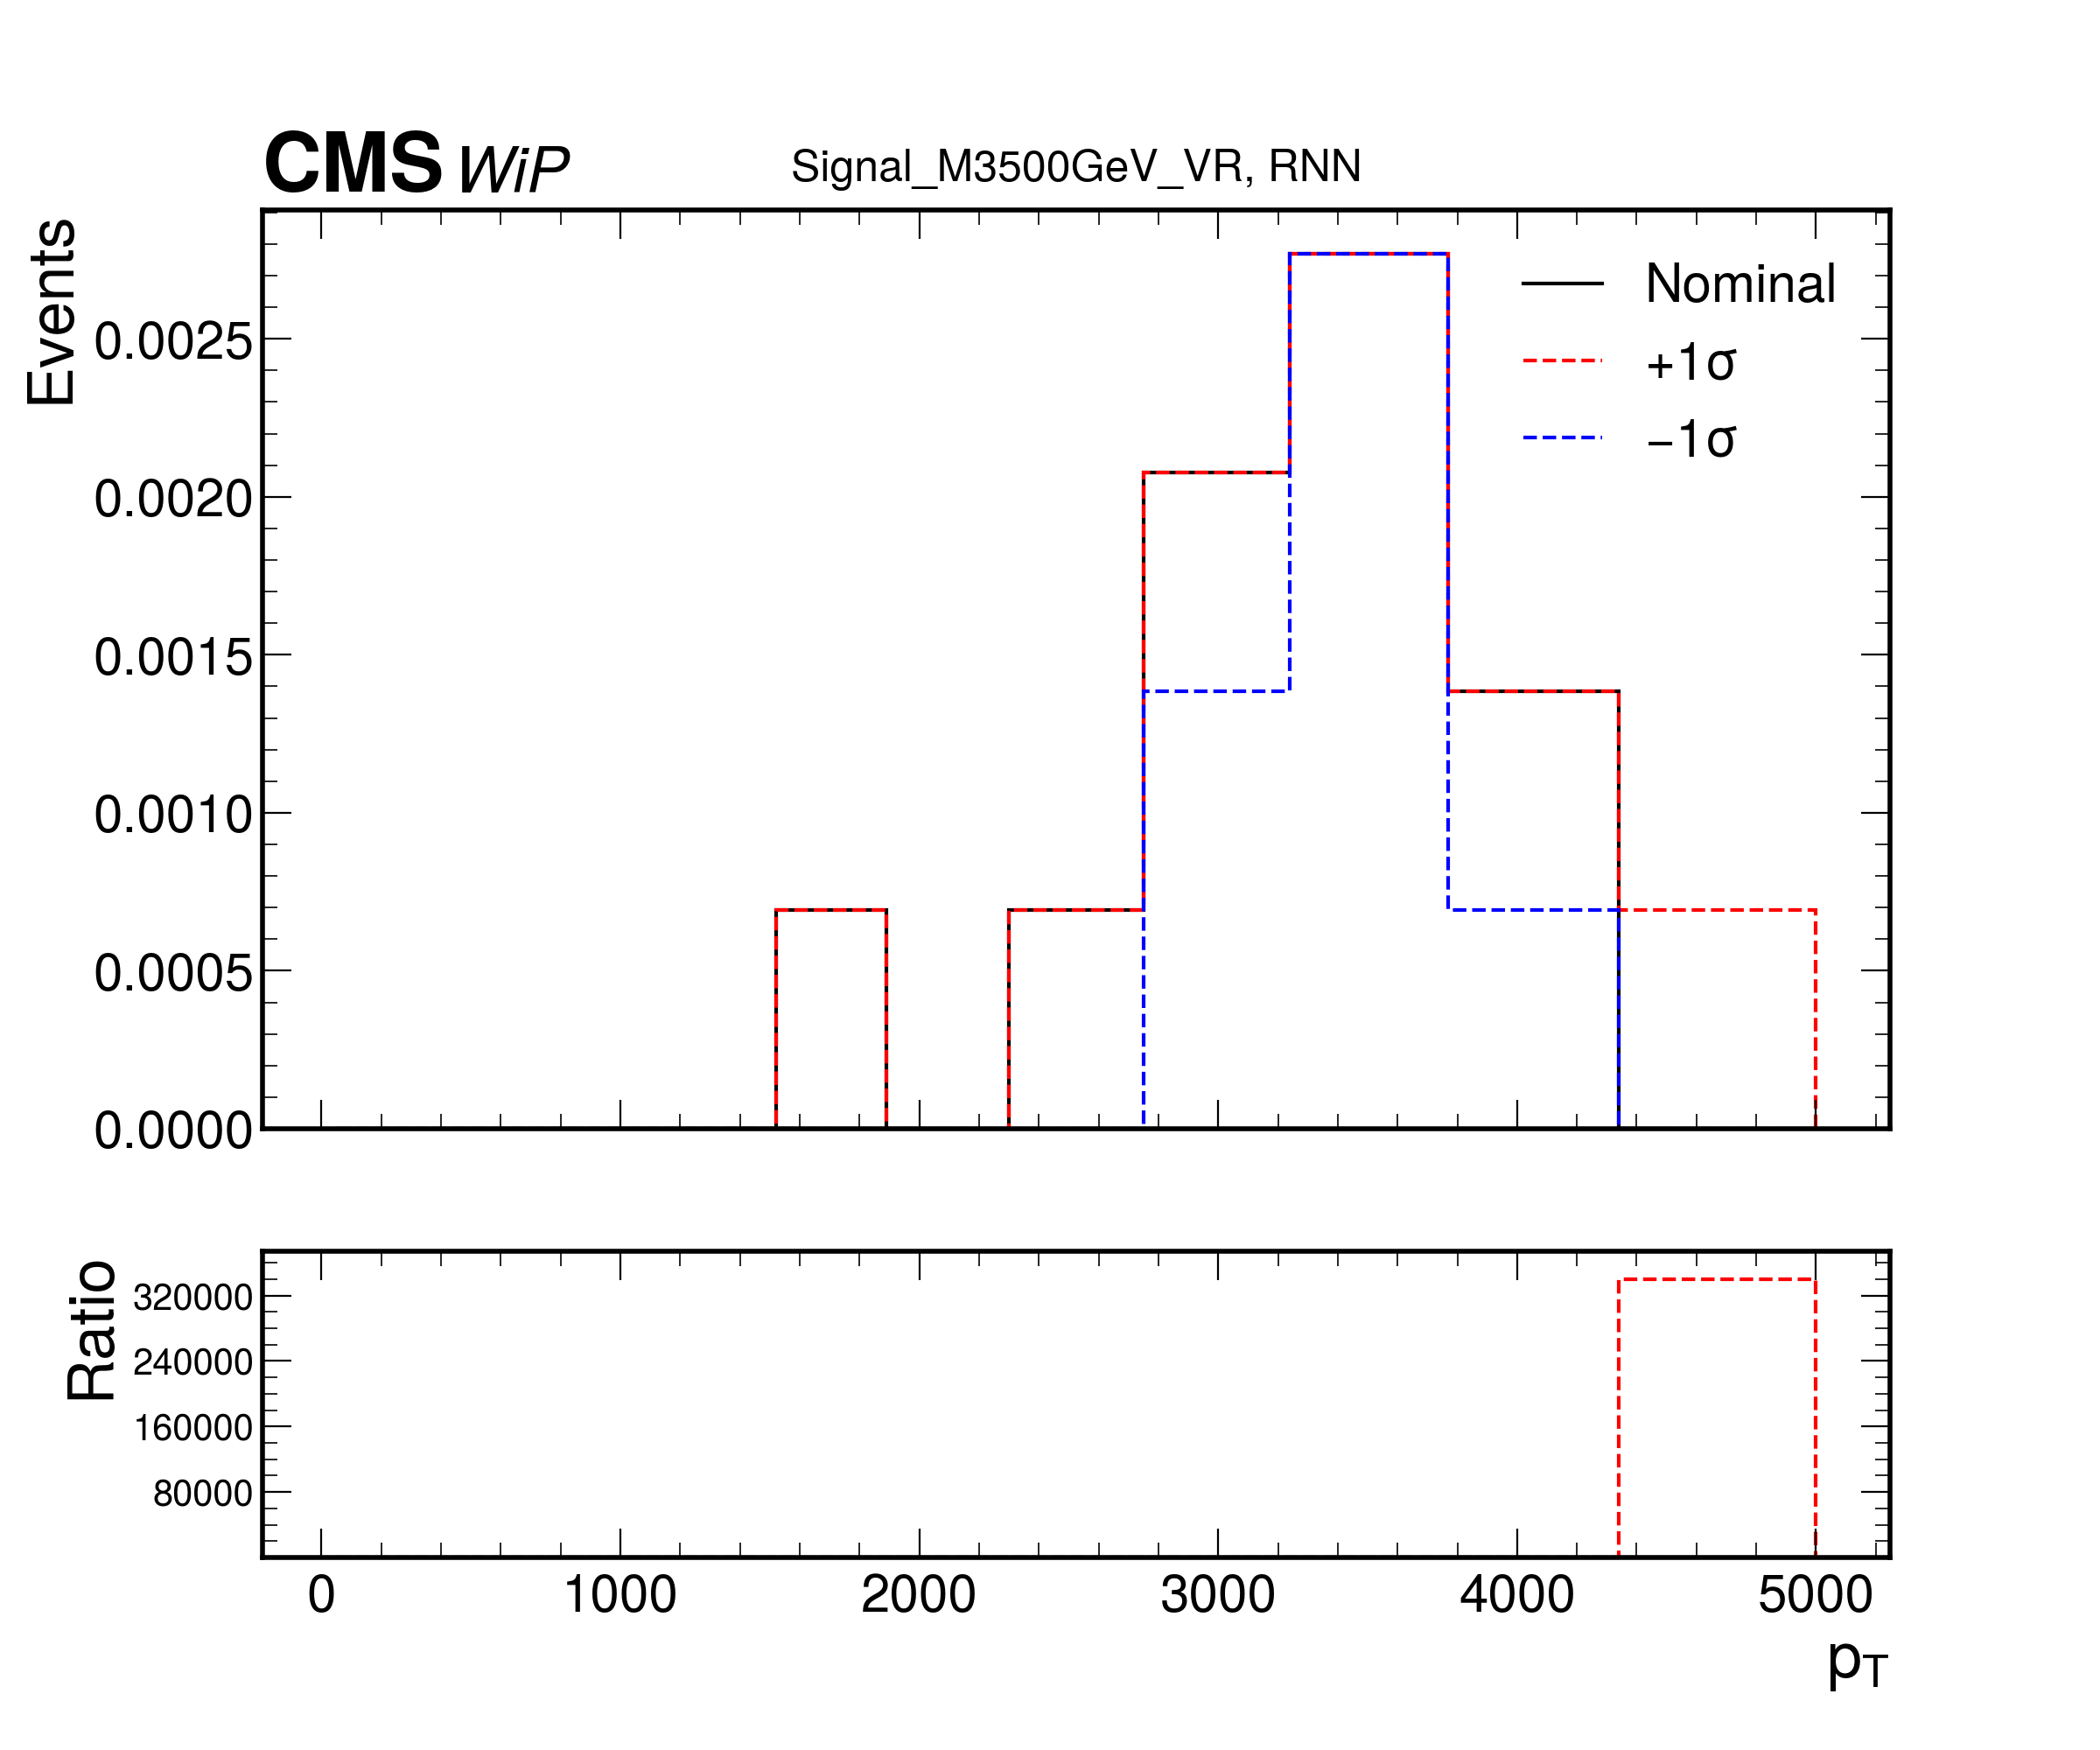 CMS WiP
Signal_M3500GeV_VR, RNN
Events
0.0025
0.0020
0.0015
0.0010
0.0005
0.0000
Nominal
+1σ
−1σ
Ratio
320000
240000
160000
80000
0 1000 2000 3000 4000 5000
pT